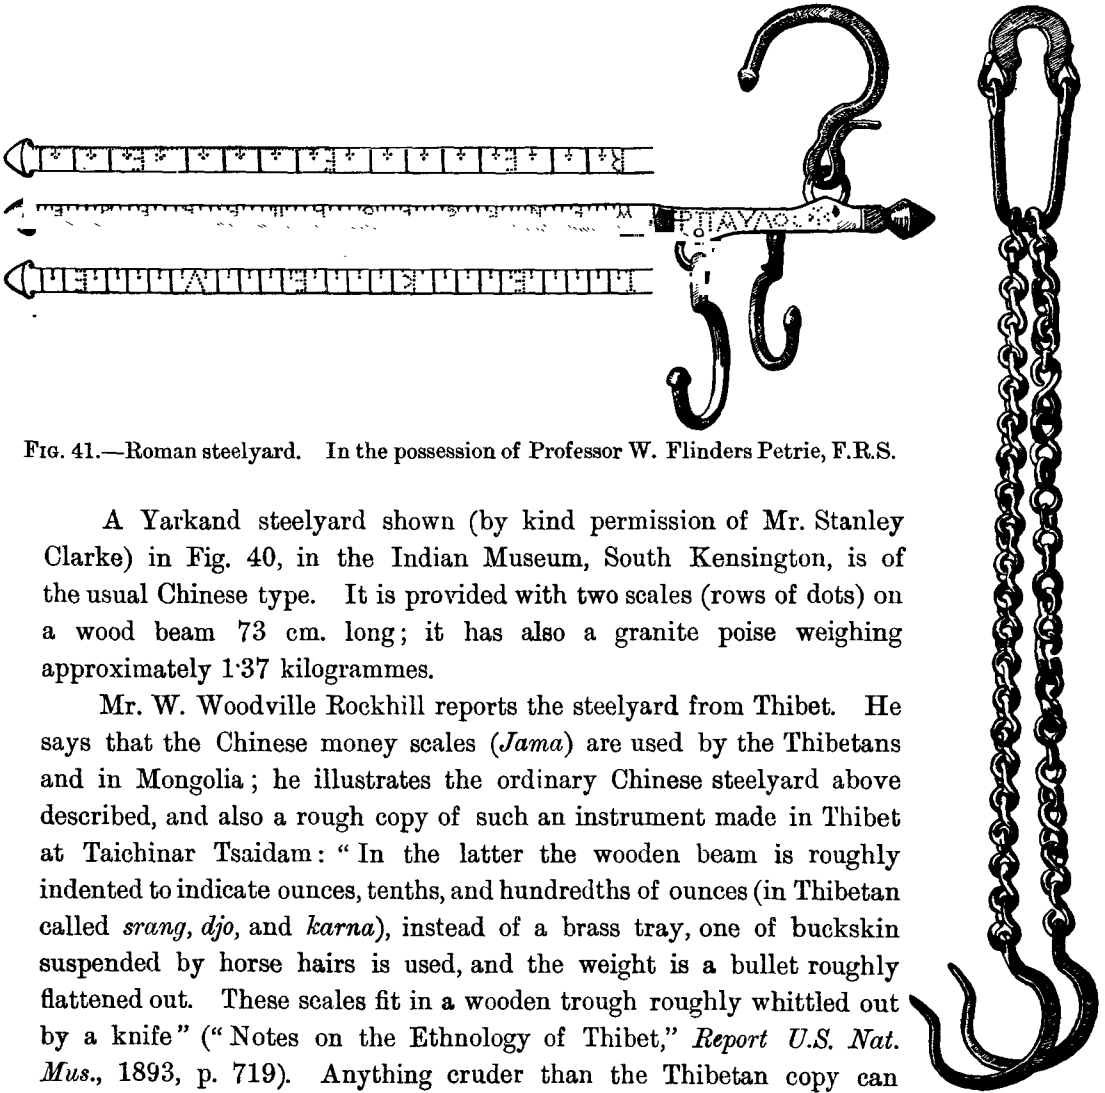 FIG. 41.—Roman steelyard. In the possession of Professor W. Flinders Petrie, F.R.S.
A Yarkand steelyard shown (by kind permission of Mr. Stanley
Clarke) in Fig. 40, in the Indian Museum, South Kensington, is of
the usual Chinese type. It is provided with two scales (rows of dots) on
a wood beam 73 cm. long; it has also a granite poise weighing
approximately 1·37 kilogrammes.
Mr. W. Woodville Rockhill reports the steelyard from Thibet. He
says that the Chinese money scales (Jama) are used by the Thibetans
and in Mongolia; he illustrates the ordinary Chinese steelyard above
described, and also a rough copy of such an instrument made in Thibet
at Taichinar Tsaidam: “In the latter the wooden beam is roughly
indented to indicate ounces, tenths, and hundredths of ounces (in Thibetan
called srang, djo, and karna), instead of a brass tray, one of buckskin
suspended by horse hairs is used, and the weight is a bullet roughly
flattened out. These scales fit in a wooden trough roughly whittled out
by a knife” (“Notes on the Ethnology of Thibet,” Report U.S. Nat.
Mus., 1893, p. 719). Anything cruder than the Thibetan copy can